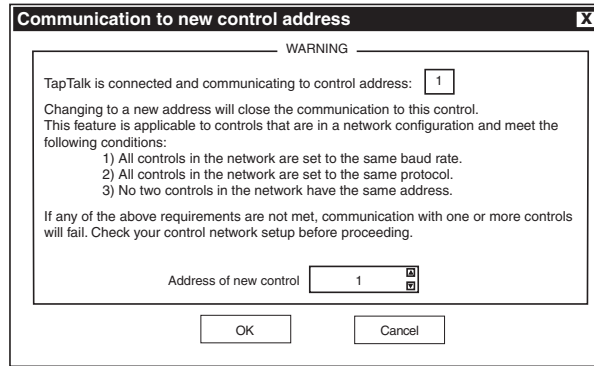 Communication to new control address X
WARNING
TapTalk is connected and communicating to control address: 1
Changing to a new address will close the communication to this control.
This feature is applicable to controls that are in a network configuration and meet the
following conditions:
1) All controls in the network are set to the same baud rate.
2) All controls in the network are set to the same protocol.
3) No two controls in the network have the same address.
If any of the above requirements are not met, communication with one or more controls
will fail. Check your control network setup before proceeding.
Address of new control 1
OK Cancel